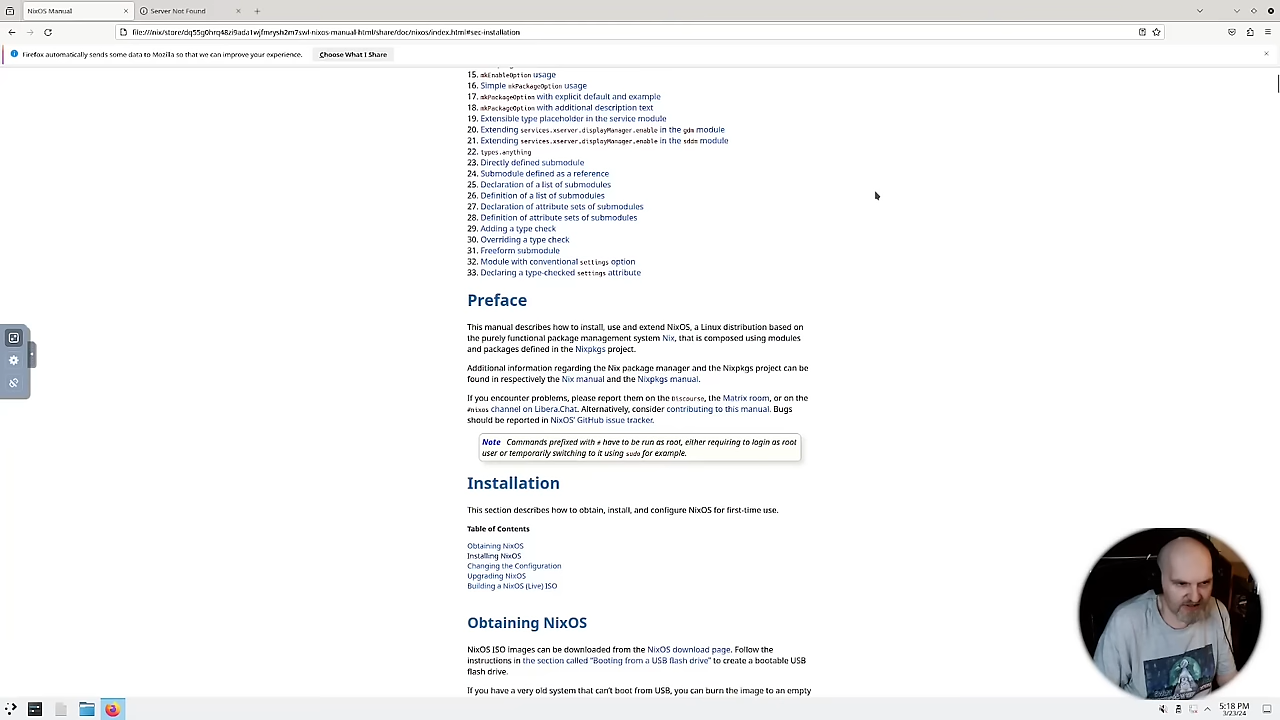 NixOS Manual
Server Not Found
file:///nix/store/dq55g0hrq48zi9ada1wjfmrysh2m7swl-nixos-manual-html/share/doc/nixos/index.html#sec-installation
Firefox automatically sends some data to Mozilla so that we can improve your experience.
Choose What I Share
15. mkEnableOption usage
16. Simple mkPackageOption usage
17. mkPackageOption with explicit default and example
18. mkPackageOption with additional description text
19. Extensible type placeholder in the service module
20. Extending services.xserver.displayManager.enable in the gdm module
21. Extending services.xserver.displayManager.enable in the sddm module
22. types.anything
23. Directly defined submodule
24. Submodule defined as a reference
25. Declaration of a list of submodules
26. Definition of a list of submodules
27. Declaration of attribute sets of submodules
28. Definition of attribute sets of submodules
29. Adding a type check
30. Overriding a type check
31. Freeform submodule
32. Module with conventional settings option
33. Declaring a type-checked settings attribute
Preface
This manual describes how to install, use and extend NixOS, a Linux distribution based on
the purely functional package management system Nix, that is composed using modules
and packages defined in the Nixpkgs project.
Additional information regarding the Nix package manager and the Nixpkgs project can be
found in respectively the Nix manual and the Nixpkgs manual.
If you encounter problems, please report them on the Discourse, the Matrix room, or on the
#nixos channel on Libera.Chat. Alternatively, consider contributing to this manual. Bugs
should be reported in NixOS' GitHub issue tracker.
Note Commands prefixed with # have to be run as root, either requiring to login as root
user or temporarily switching to it using sudo for example.
Installation
This section describes how to obtain, install, and configure NixOS for first-time use.
Table of Contents
Obtaining NixOS
Installing NixOS
Changing the Configuration
Upgrading NixOS
Building a NixOS (Live) ISO
Obtaining NixOS
NixOS ISO images can be downloaded from the NixOS download page. Follow the
instructions in the section called "Booting from a USB flash drive" to create a bootable USB
flash drive.
If you have a very old system that can't boot from USB, you can burn the image to an empty
5:18 PM
3/23/24